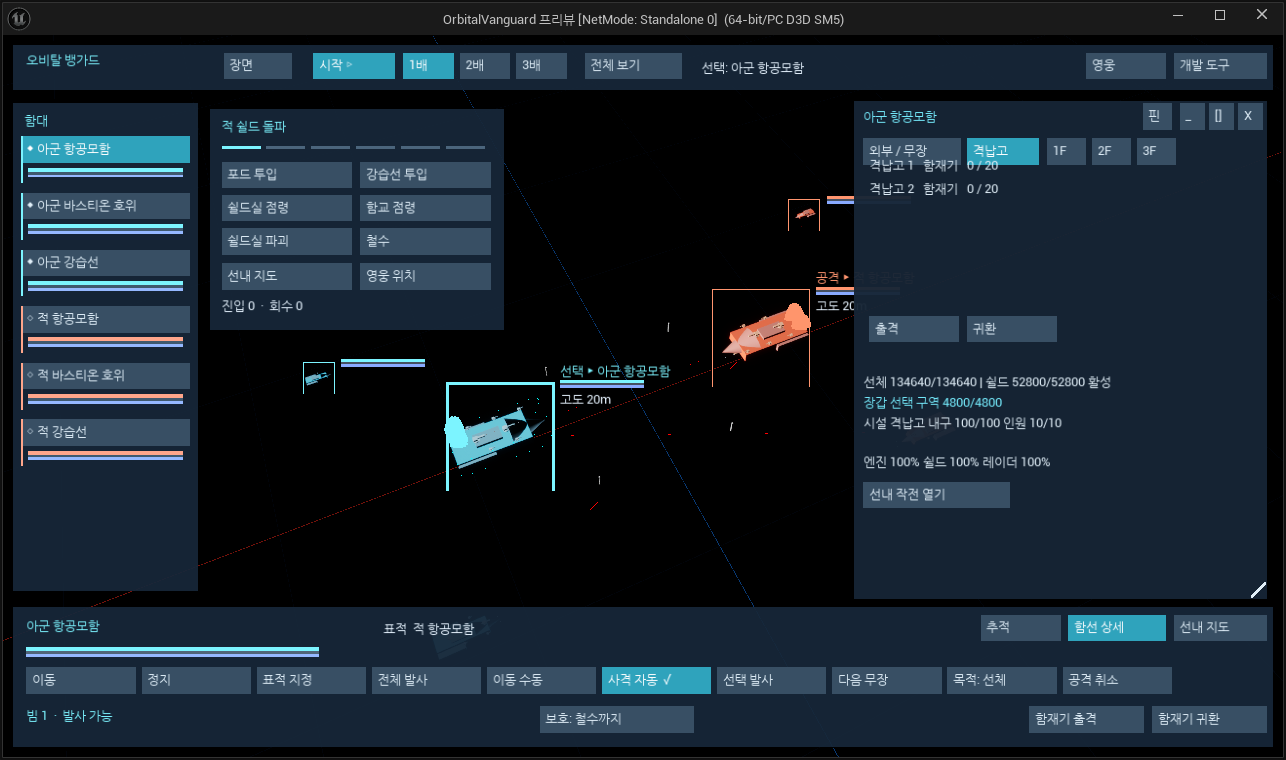 OrbitalVanguard 프리뷰 [NetMode: Standalone 0] (64-bit/PC D3D SM5)
오비탈 뱅가드 장면 시작 ▷ 1배 2배 3배 전체 보기 선택: 아군 항공모함 영웅 개발 도구
함대
◆ 아군 항공모함
◆ 아군 바스티온 호위
◆ 아군 강습선
◇ 적 항공모함
◇ 적 바스티온 호위
◇ 적 강습선
적 쉴드 돌파
포드 투입 강습선 투입
쉴드실 점령 함교 점령
쉴드실 파괴 철수
선내 지도 영웅 위치
진입 0 · 회수 0
선택 ▸ 아군 항공모함
고도 20m
공격 ▸
고도 20m
아군 항공모함 핀 _ [] X
외부 / 무장 격납고 1F 2F 3F
격납고 1 함재기 0 / 20
격납고 2 함재기 0 / 20
출격 귀환
선체 134640/134640 | 쉴드 52800/52800 활성
장갑 선택 구역 4800/4800
시설 격납고 내구 100/100 인원 10/10
엔진 100% 쉴드 100% 레이더 100%
선내 작전 열기
아군 항공모함 표적 적 항공모함 추적 함선 상세 선내 지도
이동 정지 표적 지정 전체 발사 이동 수동 사격 자동 √ 선택 발사 다음 무장 목적: 선체 공격 취소
빔 1 · 발사 가능 보호: 철수까지 함재기 출격 함재기 귀환